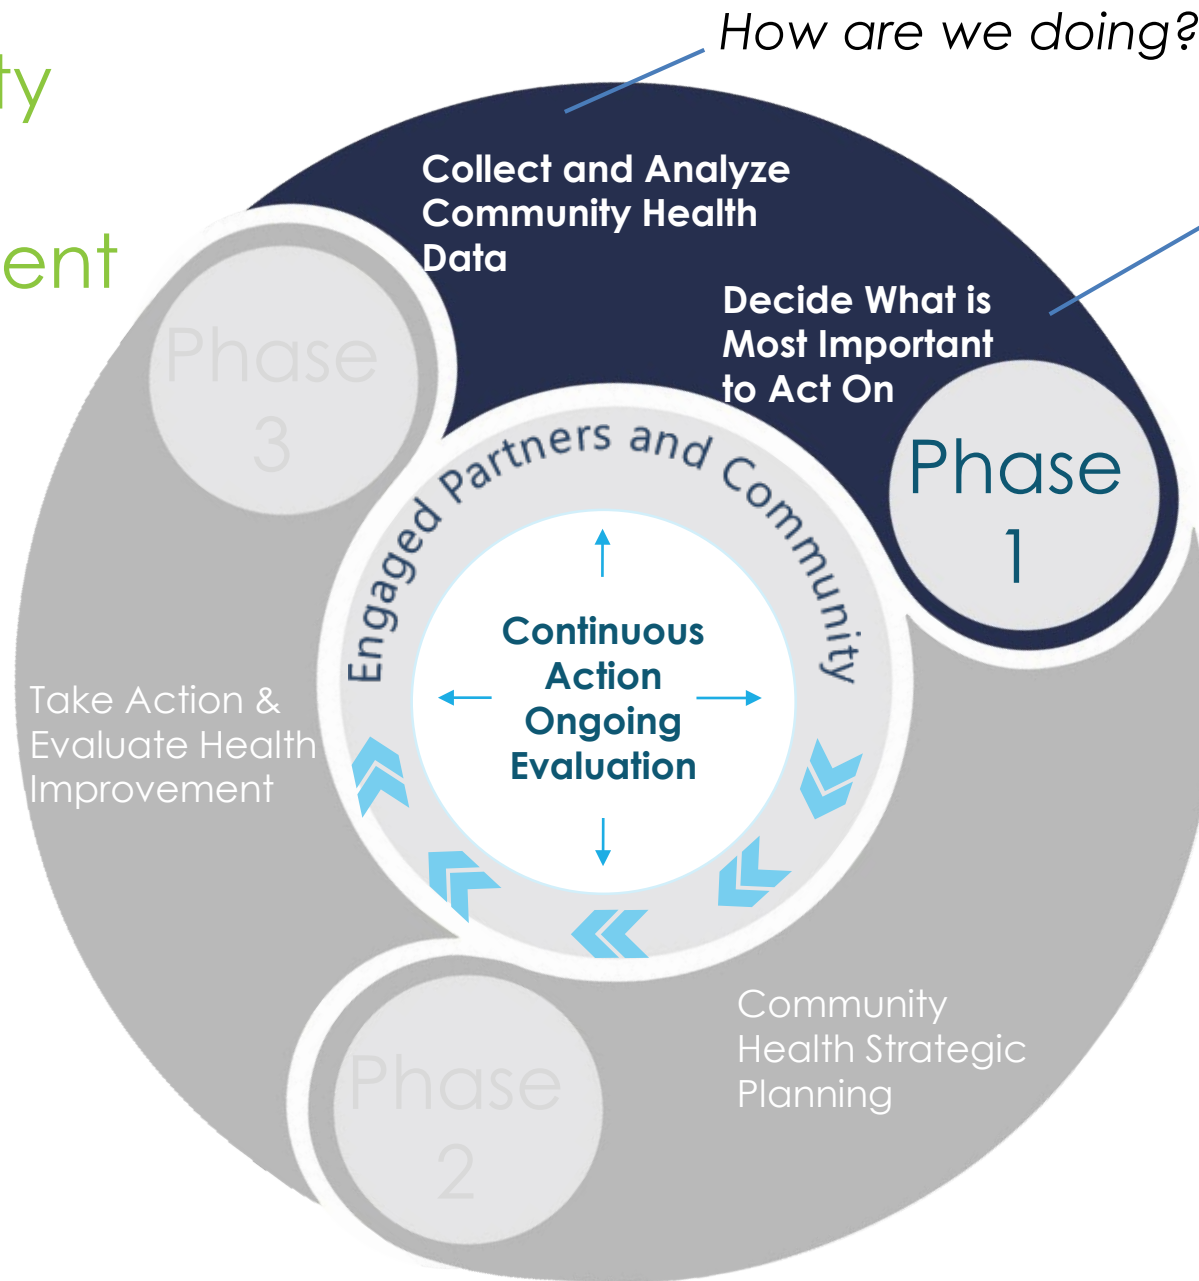 How are we doing?
ty
ent
Collect and Analyze
Community Health
Data
Decide What is
Most Important
to Act On
Phase
1
Phase
3
Engaged Partners and Community
Continuous
Action
Ongoing
Evaluation
Take Action &
Evaluate Health
Improvement
Community
Health Strategic
Planning
Phase
2